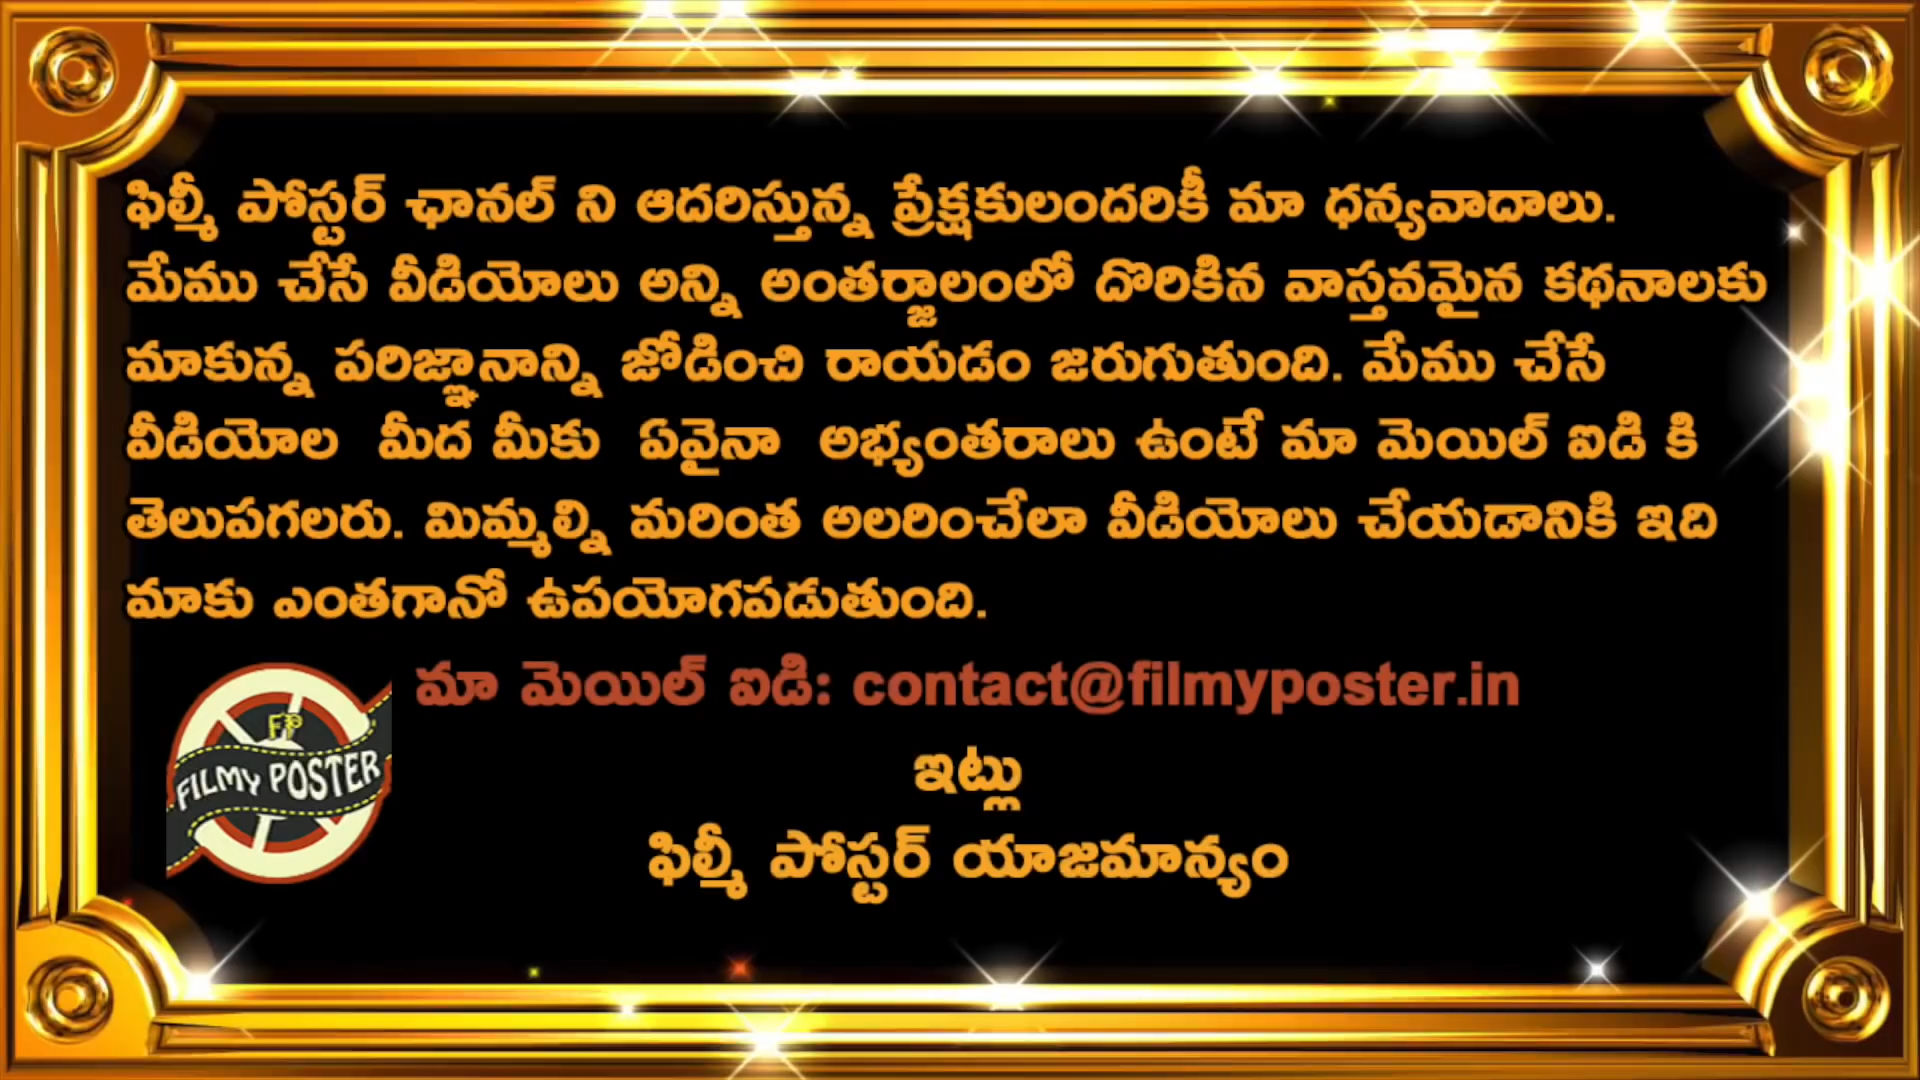 ఫిల్మీ పోస్టర్ ఛానల్ ని ఆదరిస్తున్న ప్రేక్షకులందరికీ మా ధన్యవాదాలు.
మేము చేసే వీడియోలు అన్ని అంతర్జాలంలో దొరికిన వాస్తవమైన కథనాలకు
మాకున్న పరిజ్ఞానాన్ని జోడించి రాయడం జరుగుతుంది. మేము చేసే
వీడియోల మీద మీకు ఏవైనా అభ్యంతరాలు ఉంటే మా మెయిల్ ఐడి కి
తెలుపగలరు. మిమ్మల్ని మరింత అలరించేలా వీడియోలు చేయడానికి ఇది
మాకు ఎంతగానో ఉపయోగపడుతుంది.
మా మెయిల్ ఐడి: contact@filmyposter.in
FP
FILMY POSTER
ఇట్లు
ఫిల్మీ పోస్టర్ యాజమాన్యం